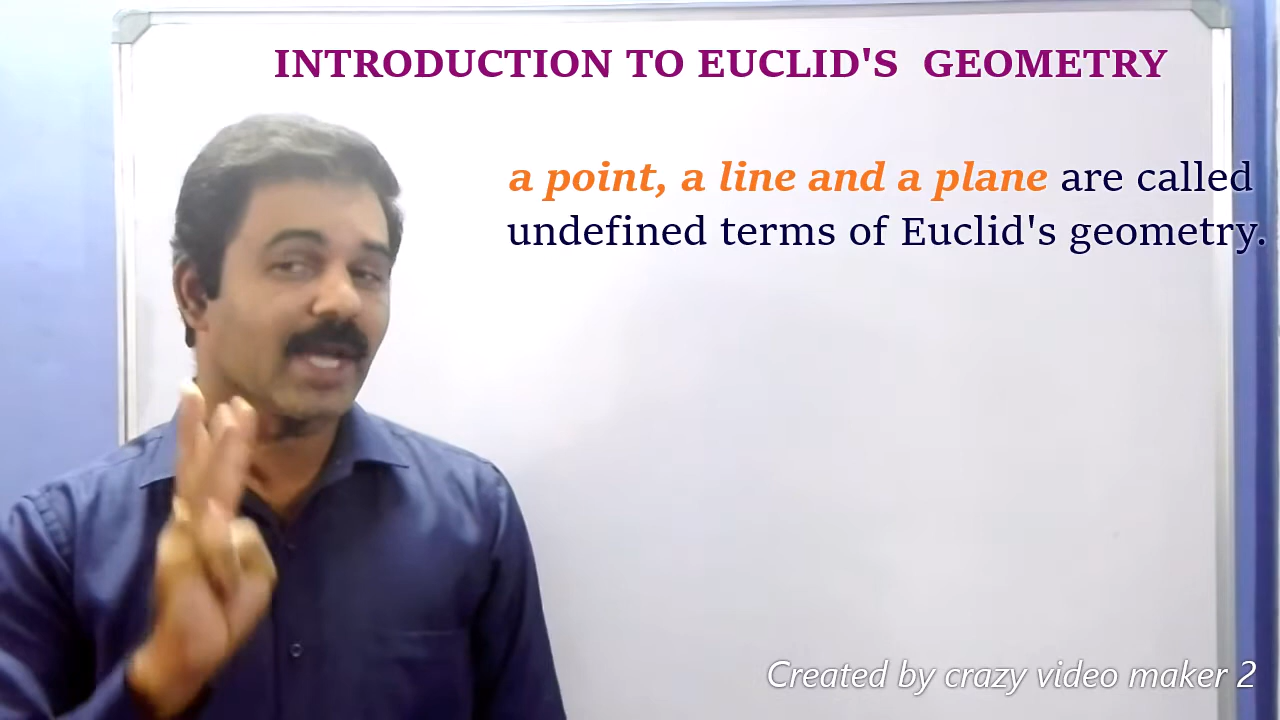 INTRODUCTION TO EUCLID'S GEOMETRY
a point, a line and a plane are called
undefined terms of Euclid's geometry.
Created by crazy video maker 2